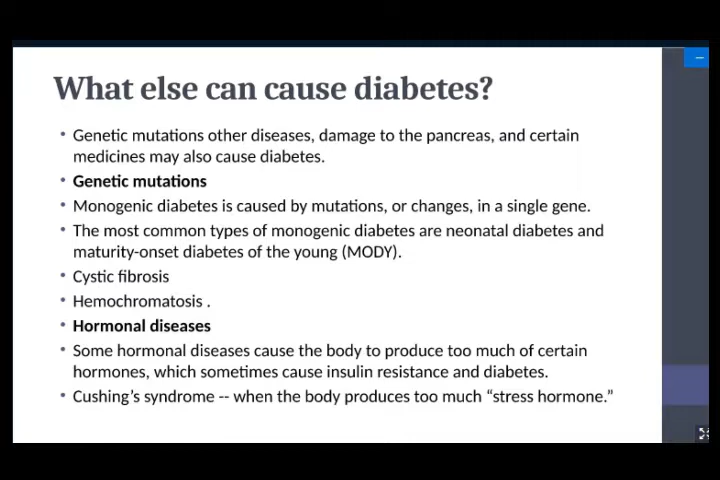 What else can cause diabetes?
• Genetic mutations other diseases, damage to the pancreas, and certain
medicines may also cause diabetes.
• Genetic mutations
• Monogenic diabetes is caused by mutations, or changes, in a single gene.
• The most common types of monogenic diabetes are neonatal diabetes and
maturity-onset diabetes of the young (MODY).
• Cystic fibrosis
• Hemochromatosis .
• Hormonal diseases
• Some hormonal diseases cause the body to produce too much of certain
hormones, which sometimes cause insulin resistance and diabetes.
• Cushing’s syndrome -- when the body produces too much “stress hormone.”